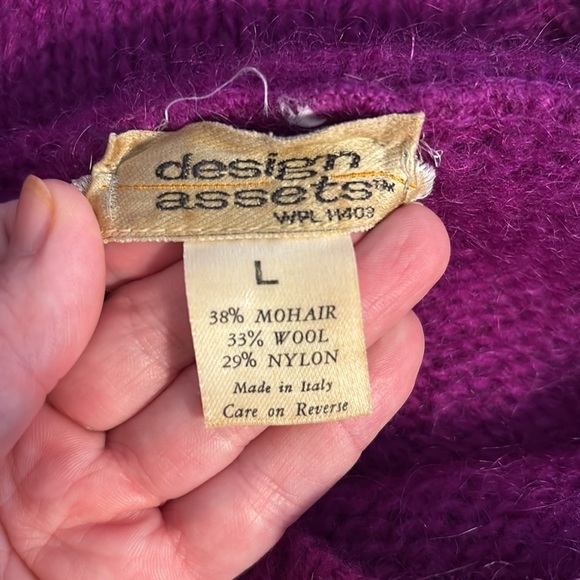 design
assets™
WPL 11403
L
38% MOHAIR
33% WOOL
29% NYLON
Made in Italy
Care on Reverse